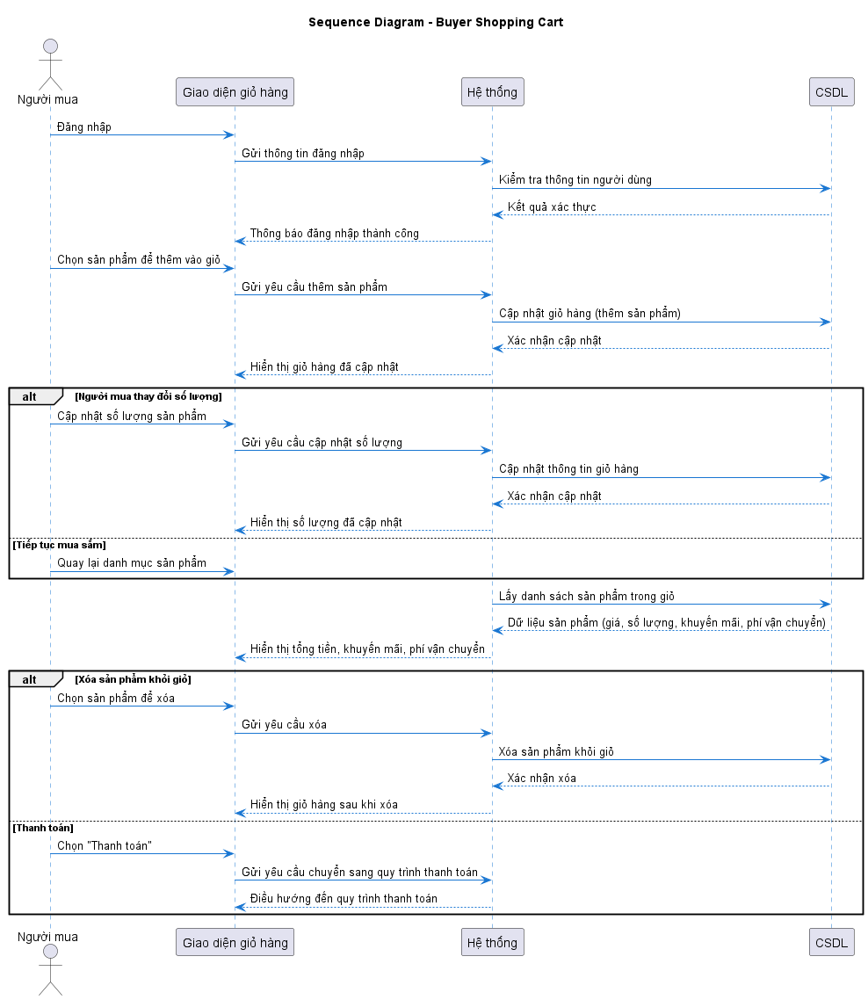 Sequence Diagram - Buyer Shopping Cart
Người mua
Giao diện giỏ hàng
Hệ thống
CSDL
Đăng nhập
Gửi thông tin đăng nhập
Kiểm tra thông tin người dùng
Kết quả xác thực
Thông báo đăng nhập thành công
Chọn sản phẩm để thêm vào giỏ
Gửi yêu cầu thêm sản phẩm
Cập nhật giỏ hàng (thêm sản phẩm)
Xác nhận cập nhật
Hiển thị giỏ hàng đã cập nhật
alt [Người mua thay đổi số lượng]
Cập nhật số lượng sản phẩm
Gửi yêu cầu cập nhật số lượng
Cập nhật thông tin giỏ hàng
Xác nhận cập nhật
Hiển thị số lượng đã cập nhật
[Tiếp tục mua sắm]
Quay lại danh mục sản phẩm
Lấy danh sách sản phẩm trong giỏ
Dữ liệu sản phẩm (giá, số lượng, khuyến mãi, phí vận chuyển)
Hiển thị tổng tiền, khuyến mãi, phí vận chuyển
alt [Xóa sản phẩm khỏi giỏ]
Chọn sản phẩm để xóa
Gửi yêu cầu xóa
Xóa sản phẩm khỏi giỏ
Xác nhận xóa
Hiển thị giỏ hàng sau khi xóa
[Thanh toán]
Chọn "Thanh toán"
Gửi yêu cầu chuyển sang quy trình thanh toán
Điều hướng đến quy trình thanh toán
Người mua
Giao diện giỏ hàng
Hệ thống
CSDL